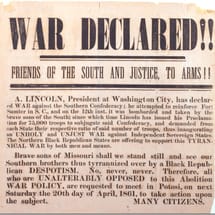 WAR DECLARED!!
FRIENDS OF THE SOUTH AND JUSTICE, TO ARMS!!
A. LINCOLN, President at Washington City, has declar-
ed WAR against the Southern Confederacy; he attempted to reinforce Fort
Sumter in S. C., and on the 12th inst. it was bombarded and taken by the
brave sons of the South; since which time Lincoln has issued his Proclama-
tion for 75,000 troops to subjugate said Confederacy, and demanded from
each State their respective ratio of said number of troops, thus inaugurating
an UNHOLY and UNJUST WAR against Independent Sovereign States.
The Northern Black Republican States are offering to support this TYRAN-
NICAL WAR by both men and money.
Brave sons of Missouri shall we stand still and see our
Southern brothers thus tyrannized over by a Black Repub-
lican DESPOTISM. No, never, never. Therefore, all
who are UNALTERABLY OPPOSED to this Abolition
WAR POLICY, are requested to meet in Potosi, on next
Saturday the 20th day of April, 1861, to take action upon
the subject. MANY CITIZENS.